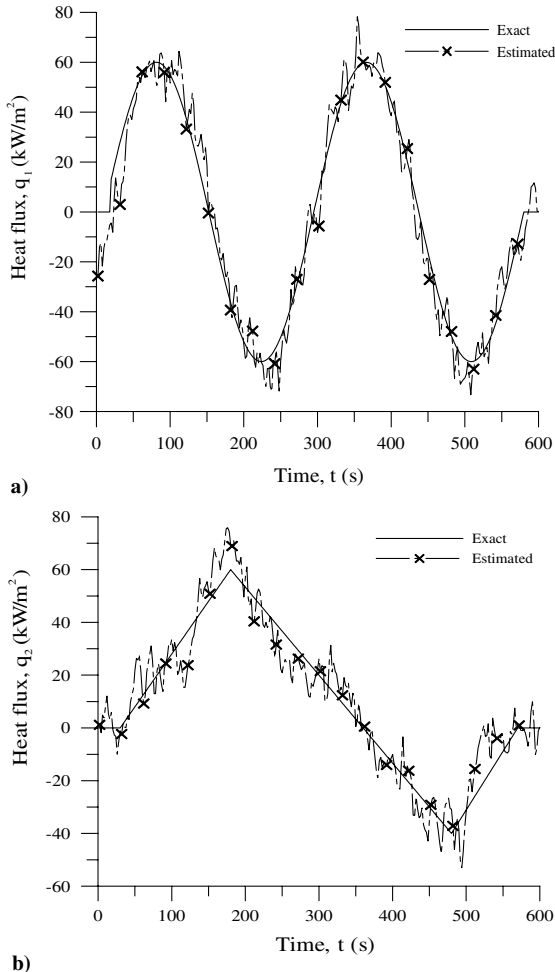 80
60
40
20
0
-20
-40
-60
-80
Heat flux, q₁ (kW/m²)
Exact
Estimated
0 100 200 300 400 500 600
Time, t (s)
a)
80
60
40
20
0
-20
-40
-60
Heat flux, q₂ (kW/m²)
Exact
Estimated
0 100 200 300 400 500 600
Time, t (s)
b)